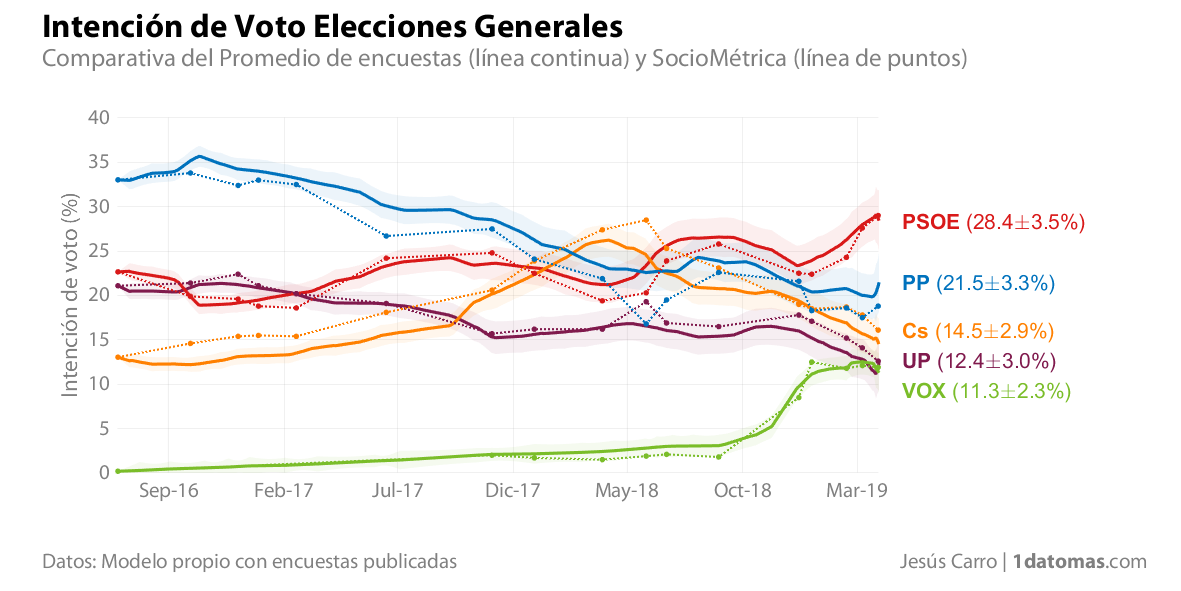 Intención de Voto Elecciones Generales
Comparativa del Promedio de encuestas (línea continua) y SocioMétrica (línea de puntos)
Intención de voto (%)
40
35
30
25
20
15
10
5
0
Sep-16 Feb-17 Jul-17 Dic-17 May-18 Oct-18 Mar-19
PSOE (28.4±3.5%)
PP (21.5±3.3%)
Cs (14.5±2.9%)
UP (12.4±3.0%)
VOX (11.3±2.3%)
Datos: Modelo propio con encuestas publicadas
Jesús Carro | 1datomas.com